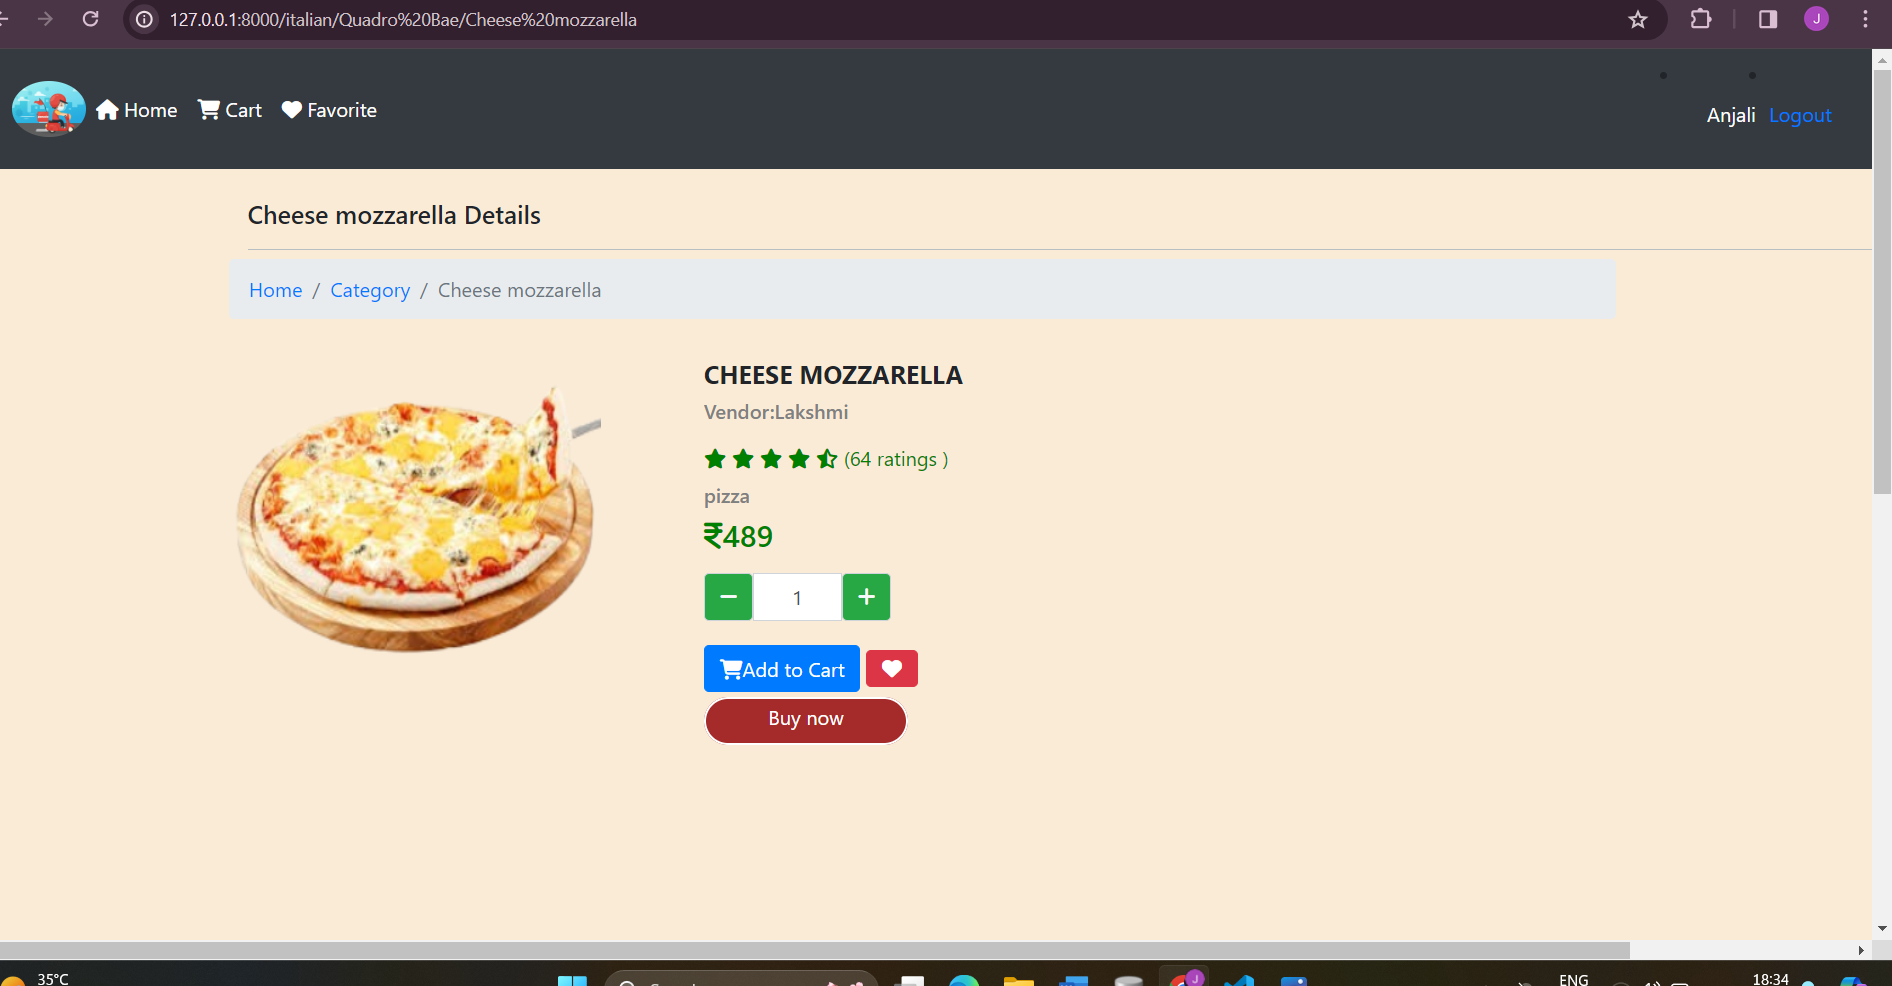 127.0.0.1:8000/italian/Quadro%20Bae/Cheese%20mozzarella
J
Home Cart Favorite
Anjali Logout
Cheese mozzarella Details
Home / Category / Cheese mozzarella
CHEESE MOZZARELLA
Vendor:Lakshmi
(64 ratings )
pizza
₹489
1
Add to Cart
Buy now
35°C
J
ENG
18:34